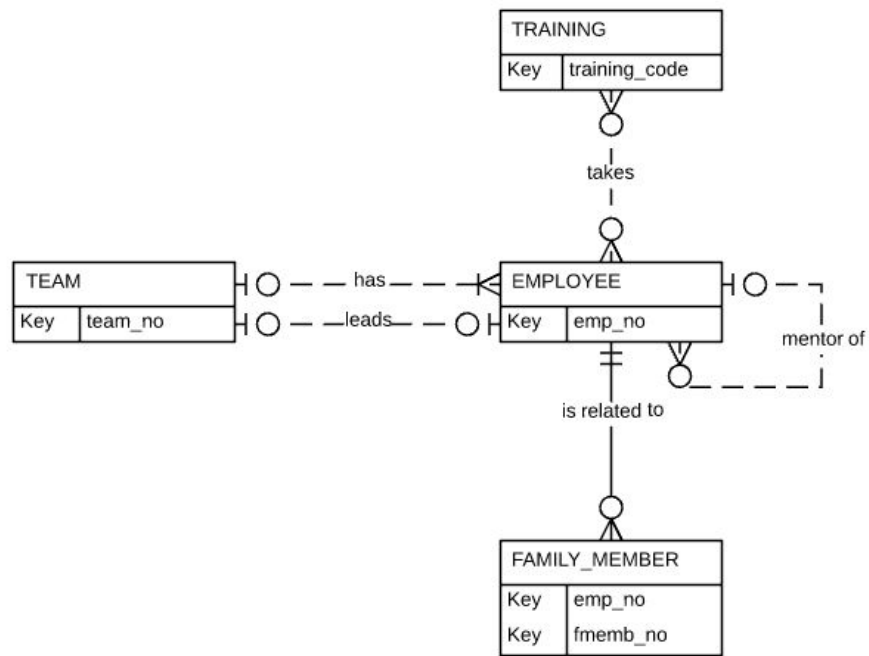 TRAINING
Key training_code
takes
TEAM
Key team_no
has
leads
EMPLOYEE
Key emp_no
mentor of
is related to
FAMILY_MEMBER
Key emp_no
Key fmemb_no